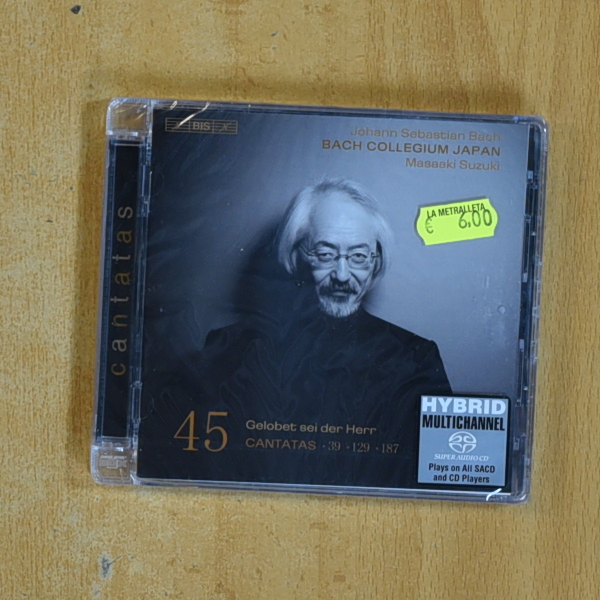 BIS
Johann Sebastian Bach
BACH COLLEGIUM JAPAN
Masaaki Suzuki
LA METRALLETA
€ 6,00
cantatas
45
Gelobet sei der Herr
CANTATAS · 39 · 129 · 187
HYBRID
MULTICHANNEL
SUPER AUDIO CD
Plays on All SACD
and CD Players